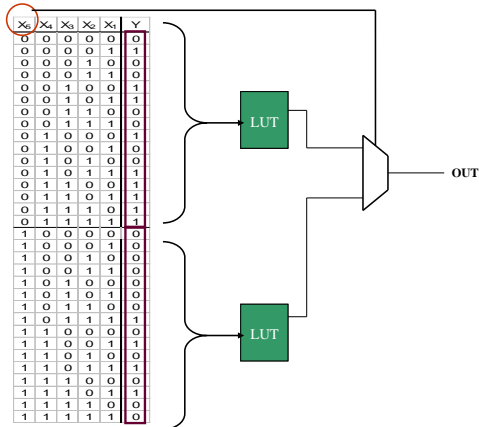 X₅ X₄ X₃ X₂ X₁ Y
0 0 0 0 0 0
0 0 0 0 1 1
0 0 0 1 0 0
0 0 0 1 1 0
0 0 1 0 0 1
0 0 1 0 1 1
0 0 1 1 0 0
0 0 1 1 1 0
0 1 0 0 0 1
0 1 0 0 1 0
0 1 0 1 0 0
0 1 0 1 1 1
0 1 1 0 0 1
0 1 1 0 1 0
0 1 1 1 0 1
0 1 1 1 1 1
1 0 0 0 0 0
1 0 0 0 1 0
1 0 0 1 0 0
1 0 0 1 1 1
1 0 1 0 0 0
1 0 1 0 1 0
1 0 1 1 0 0
1 0 1 1 1 1
1 1 0 0 0 0
1 1 0 0 1 1
1 1 0 1 0 0
1 1 0 1 1 1
1 1 1 0 0 0
1 1 1 0 1 1
1 1 1 1 0 0
1 1 1 1 1 0
LUT
LUT
OUT